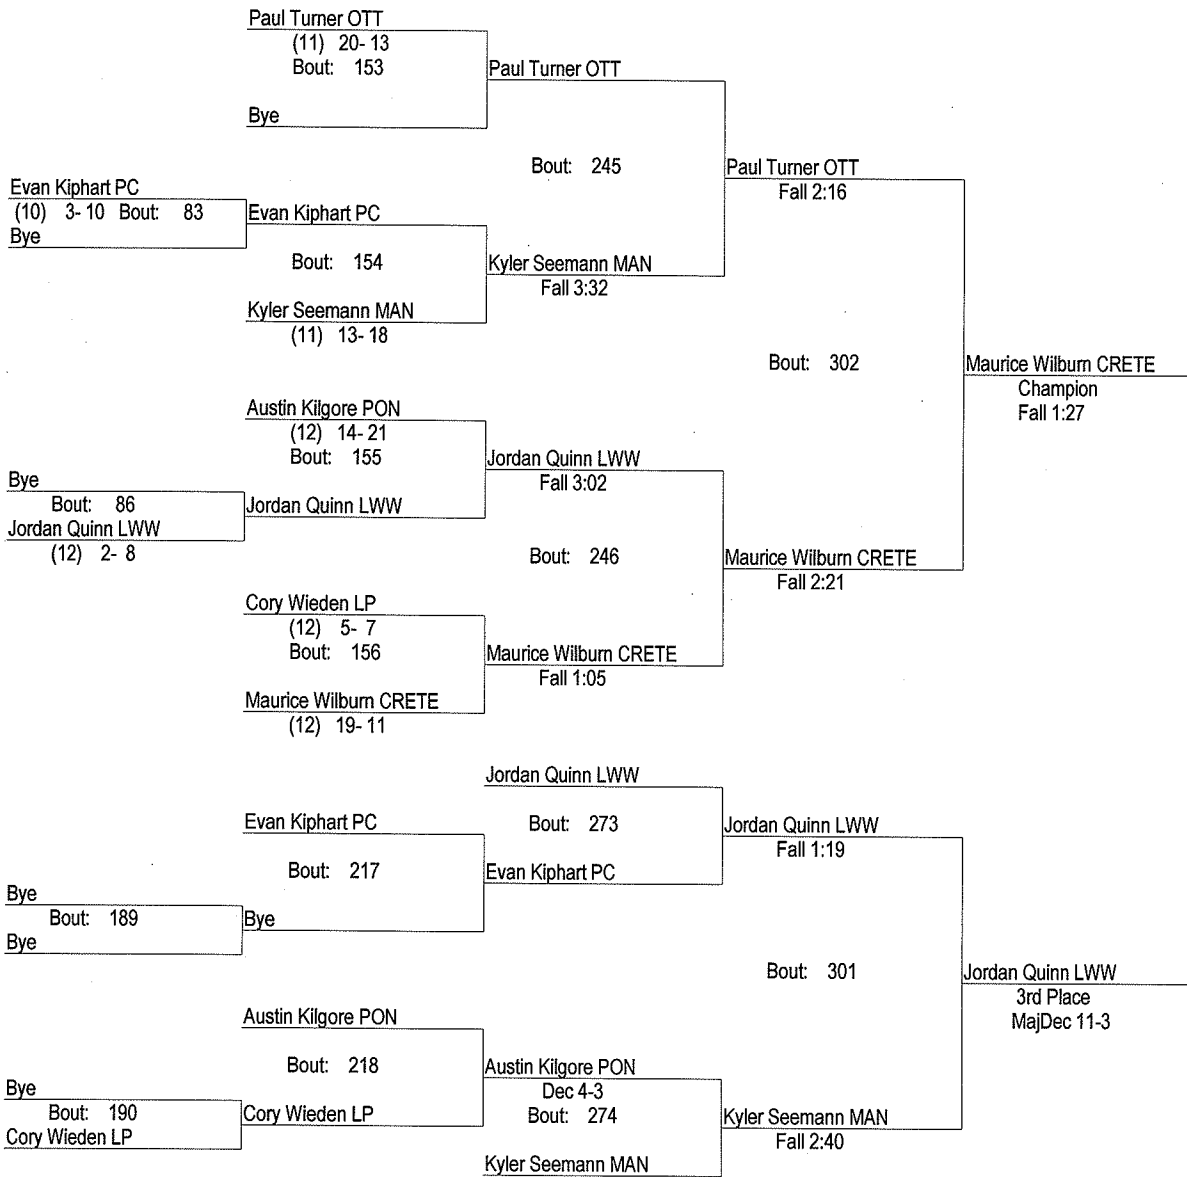 Paul Turner OTT
(11) 20- 13
Bout: 153
Paul Turner OTT
Bye
Bout: 245
Paul Turner OTT
Fall 2:16
Evan Kiphart PC
(10) 3- 10 Bout: 83
Bye
Evan Kiphart PC
Bout: 154
Kyler Seemann MAN
Fall 3:32
Kyler Seemann MAN
(11) 13- 18
Bout: 302
Maurice Wilburn CRETE
Champion
Fall 1:27
Austin Kilgore PON
(12) 14- 21
Bout: 155
Jordan Quinn LWW
Fall 3:02
Bye
Bout: 86
Jordan Quinn LWW
Jordan Quinn LWW
(12) 2- 8
Bout: 246
Maurice Wilburn CRETE
Fall 2:21
Cory Wieden LP
(12) 5- 7
Bout: 156
Maurice Wilburn CRETE
Fall 1:05
Maurice Wilburn CRETE
(12) 19- 11
Jordan Quinn LWW
Evan Kiphart PC
Bout: 273
Jordan Quinn LWW
Fall 1:19
Bout: 217
Evan Kiphart PC
Bye
Bout: 189
Bye
Bye
Bout: 301
Jordan Quinn LWW
3rd Place
MajDec 11-3
Austin Kilgore PON
Bout: 218
Austin Kilgore PON
Dec 4-3
Bye
Bout: 190
Cory Wieden LP
Cory Wieden LP
Bout: 274
Kyler Seemann MAN
Fall 2:40
Kyler Seemann MAN